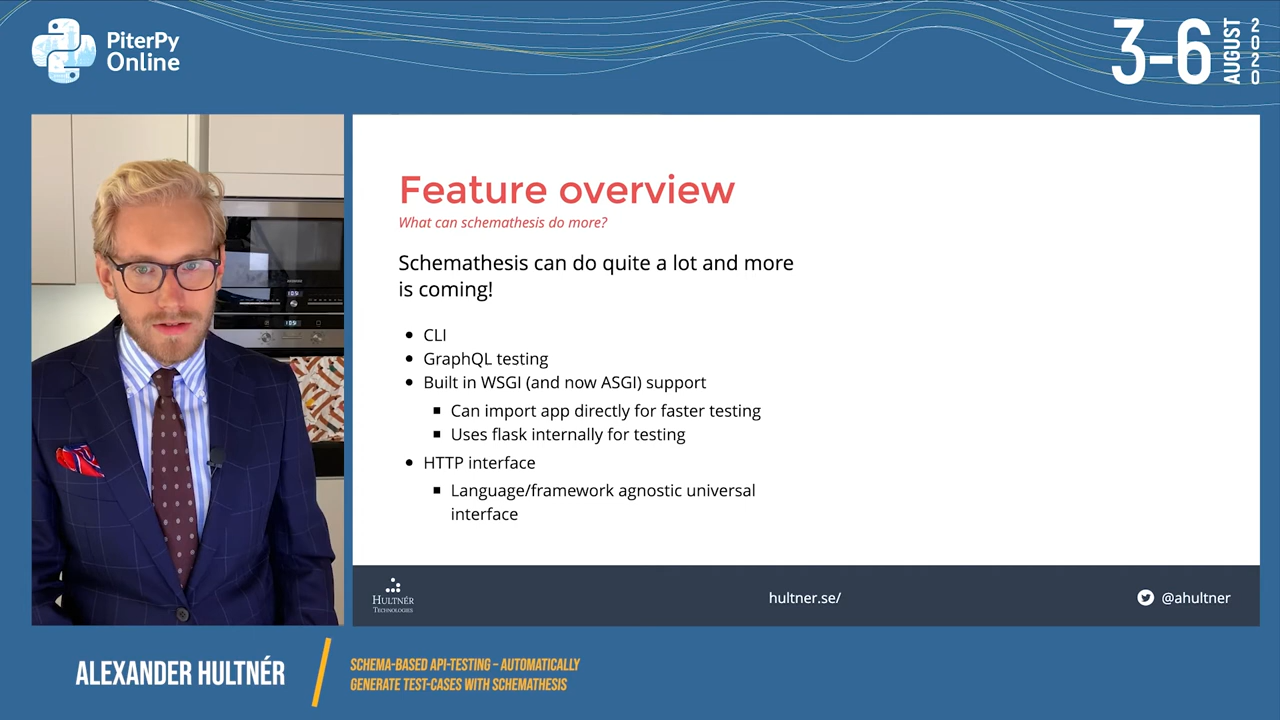 PiterPy
Online
3-6
AUGUST
2020
Feature overview
What can schemathesis do more?
Schemathesis can do quite a lot and more
is coming!
CLI
GraphQL testing
Built in WSGI (and now ASGI) support
Can import app directly for faster testing
Uses flask internally for testing
HTTP interface
Language/framework agnostic universal
interface
HULTNÉR
TECHNOLOGIES
hultner.se/
@ahultner
ALEXANDER HULTNÉR
SCHEMA-BASED API-TESTING – AUTOMATICALLY
GENERATE TEST-CASES WITH SCHEMATHESIS